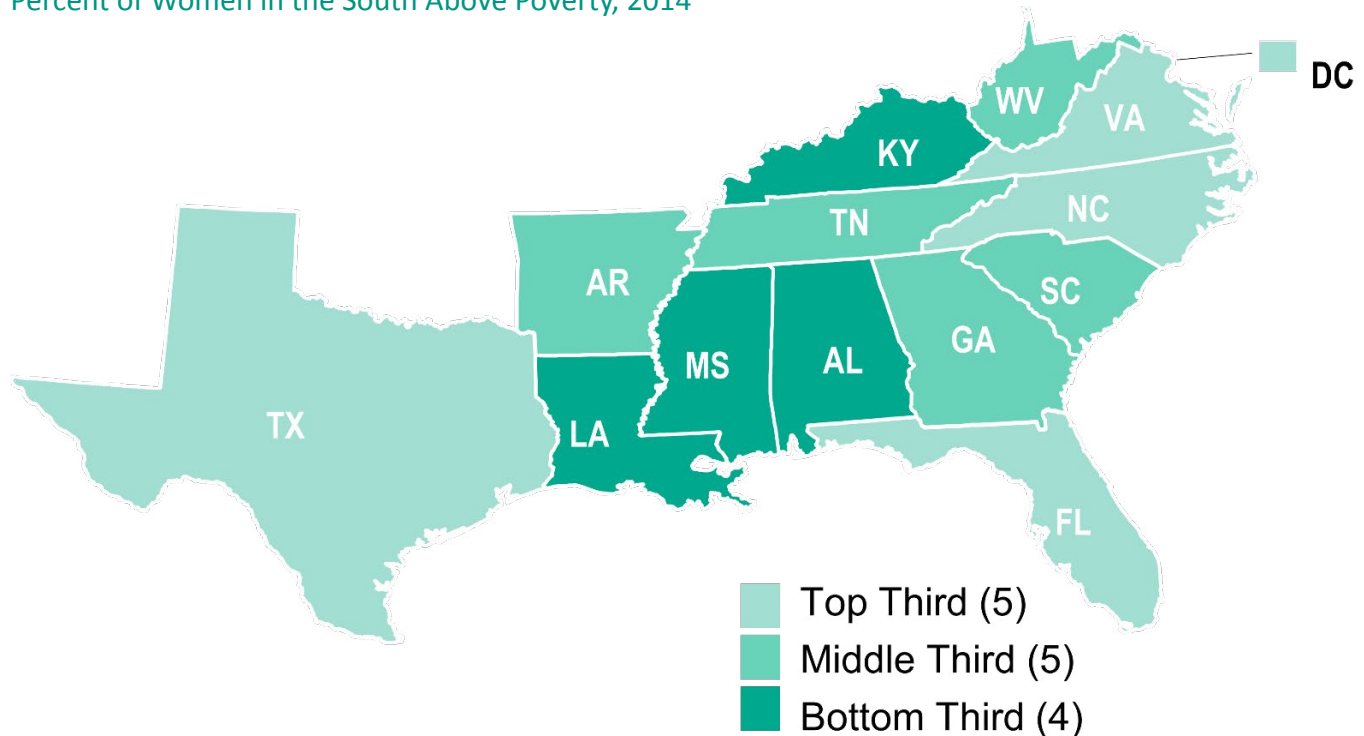 Percent of Women in the South Above Poverty, 2014
DC
WV
VA
KY
NC
TN
AR
SC
GA
MS
AL
TX
LA
FL
Top Third (5)
Middle Third (5)
Bottom Third (4)